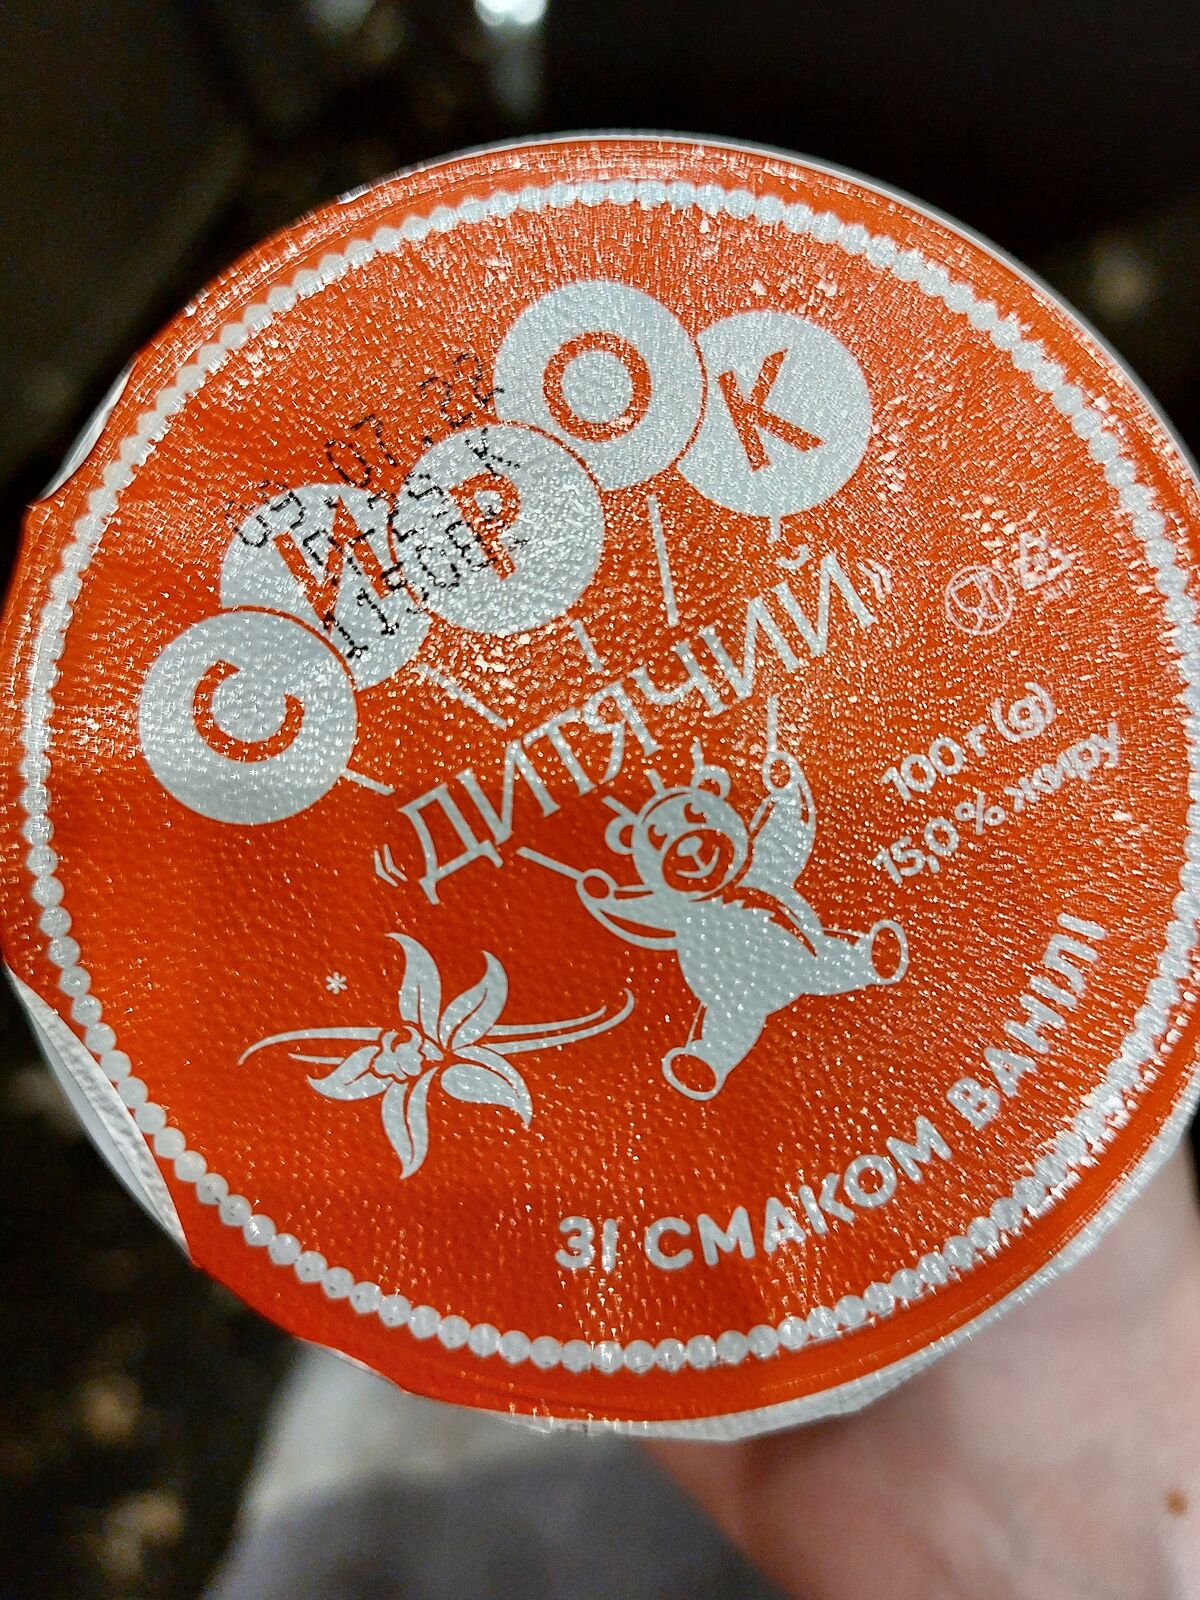 СИРОК
«ДИТЯЧИЙ»
100 г (g)
15,0 % жиру
*
ЗІ СМАКОМ ВАНІЛІ